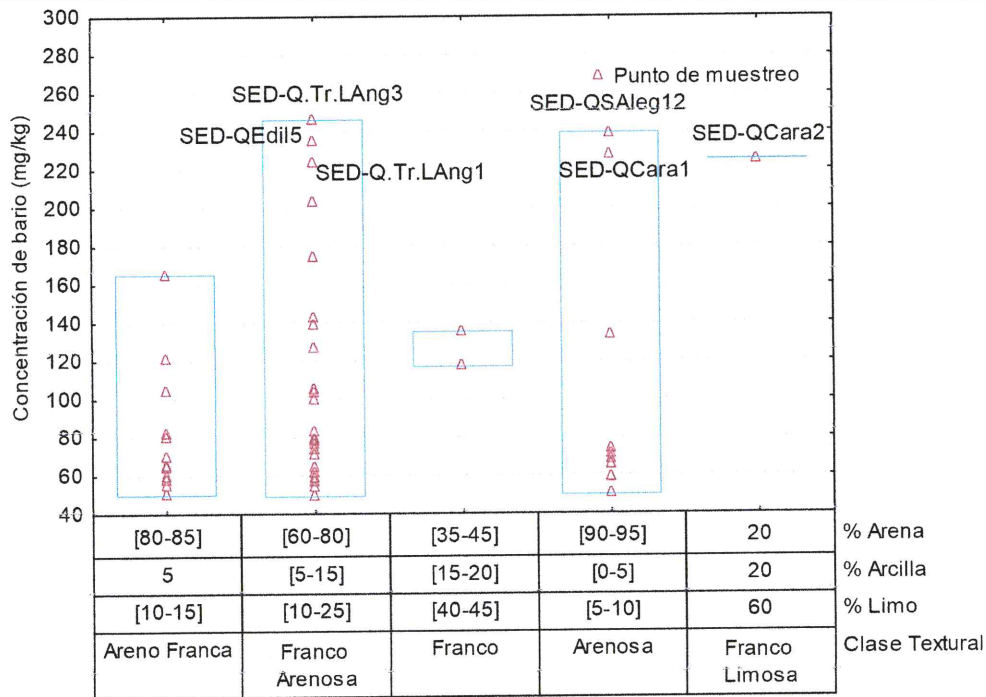 Concentración de bario (mg/kg)
300
280
260
240
220
200
180
160
140
120
100
80
60
40
Punto de muestreo
SED-Q.Tr.LAng3
SED-QEdil5
SED-Q.Tr.LAng1
SED-QSAleg12
SED-QCara1
SED-QCara2
[80-85] [60-80] [35-45] [90-95] 20 % Arena
5 [5-15] [15-20] [0-5] 20 % Arcilla
[10-15] [10-25] [40-45] [5-10] 60 % Limo
Areno Franca Franco Arenosa Franco Arenosa Franco Limosa Clase Textural